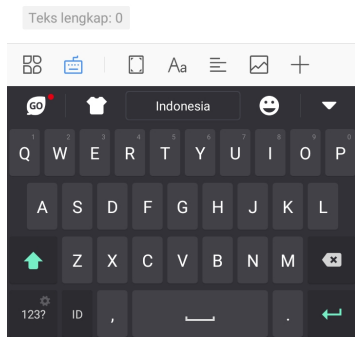 Teks lengkap: 0
Aa
GO Indonesia
1 2 3 4 5 6 7 8 9 0
Q W E R T Y U I O P
A S D F G H J K L
Z X C V B N M
123? ID , .